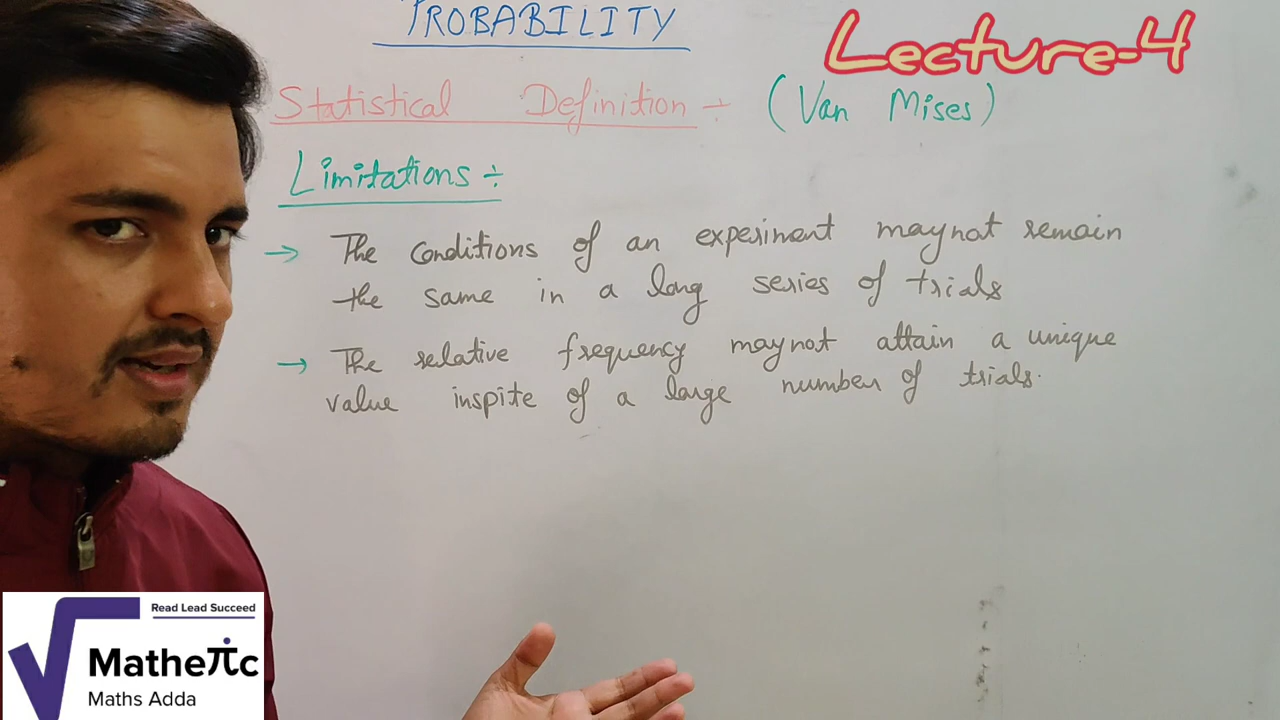 PROBABILITY
Lecture-4
Statistical Definition ÷ (Van Mises)
Limitations ÷
→ The conditions of an experiment may not remain
the same in a long series of trials
→ The relative frequency may not attain a unique
value inspite of a large number of trials.
Read Lead Succeed
Matheπc
Maths Adda